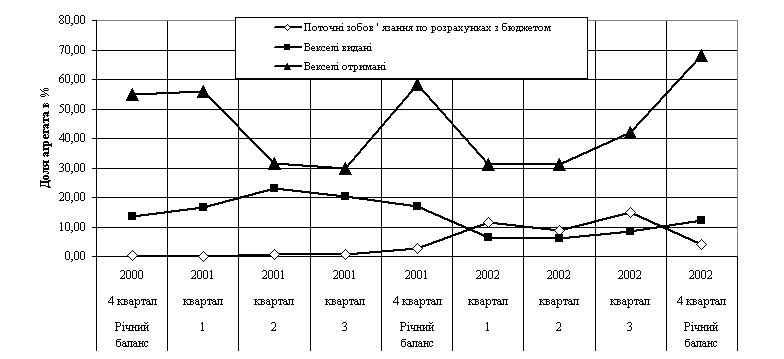 Поточні зобов ' язання по розрахунках з бюджетом
Векселі видані
Векселі отримані
Доля агрегата в %
80,00
70,00
60,00
50,00
40,00
30,00
20,00
10,00
0,00
2000 2001 2001 2001 2001 2002 2002 2002 2002
4 квартал квартал квартал квартал 4 квартал квартал квартал квартал 4 квартал
Річний 1 2 3 Річний 1 2 3 Річний
баланс баланс баланс